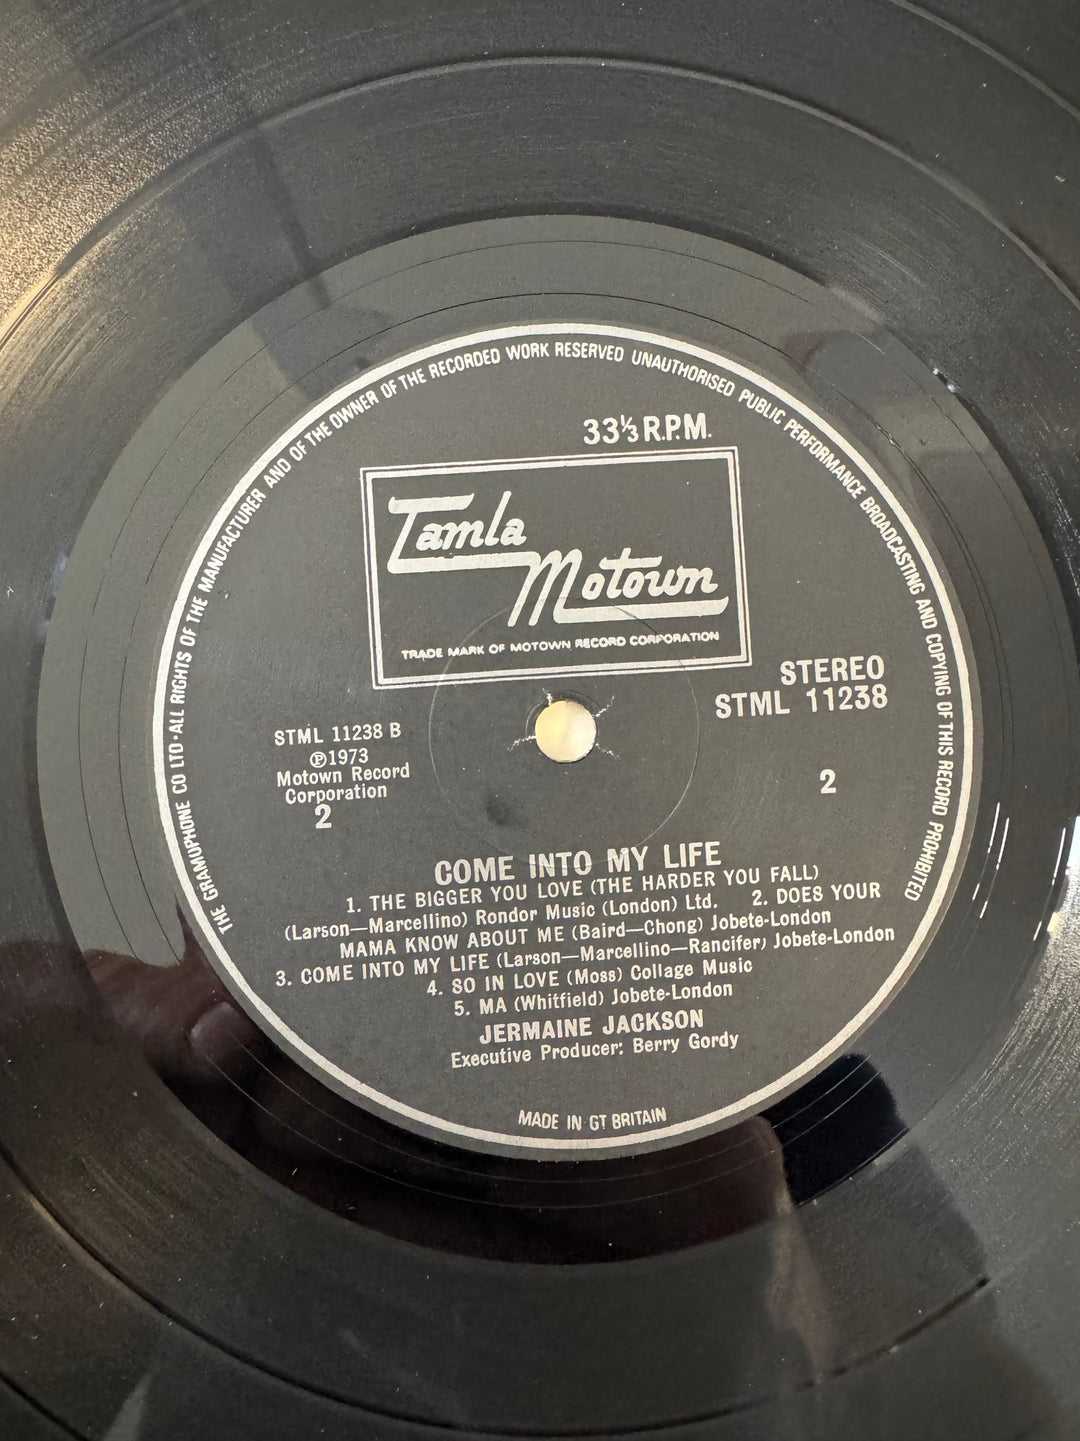 THE GRAMOPHONE CO LTD · ALL RIGHTS OF THE MANUFACTURER AND OF THE OWNER OF THE RECORDED WORK RESERVED UNAUTHORISED PUBLIC PERFORMANCE BROADCASTING AND COPYING OF THIS RECORD PROHIBITED
33⅓ R.P.M.
Tamla
Motown
TRADE MARK OF MOTOWN RECORD CORPORATION
STEREO
STML 11238
STML 11238 B
℗1973
Motown Record
Corporation
2
2
COME INTO MY LIFE
1. THE BIGGER YOU LOVE (THE HARDER YOU FALL)
(Larson—Marcellino) Rondor Music (London) Ltd. 2. DOES YOUR
MAMA KNOW ABOUT ME (Baird—Chong) Jobete-London
3. COME INTO MY LIFE (Larson—Marcellino—Rancifer) Jobete-London
4. SO IN LOVE (Moss) Collage Music
5. MA (Whitfield) Jobete-London
JERMAINE JACKSON
Executive Producer: Berry Gordy
MADE IN GT BRITAIN